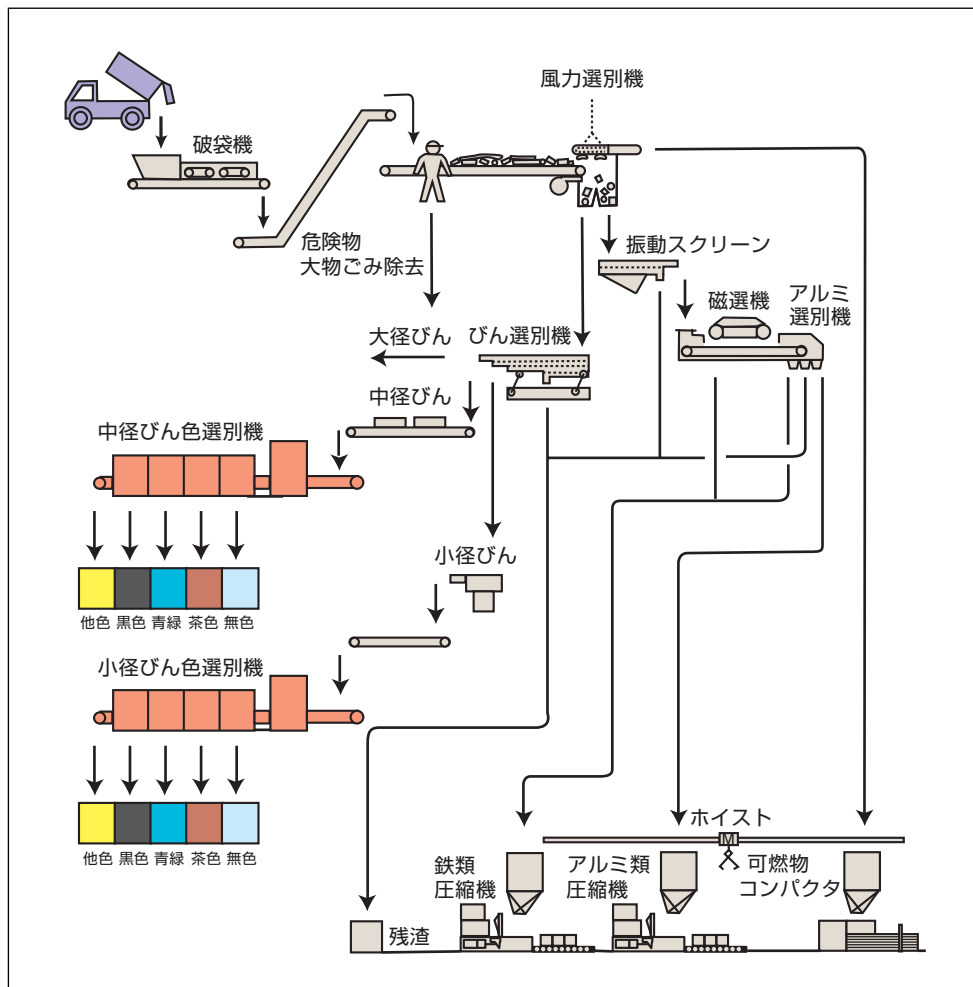 風力選別機
破袋機
危険物
大物ごみ除去
振動スクリーン
磁選機
アルミ
選別機
大径びん
びん選別機
中径びん
中径びん色選別機
小径びん
他色 黒色 青緑 茶色 無色
小径びん色選別機
他色 黒色 青緑 茶色 無色
ホイスト
M
鉄類
圧縮機
アルミ類
圧縮機
可燃物
コンパクタ
残渣